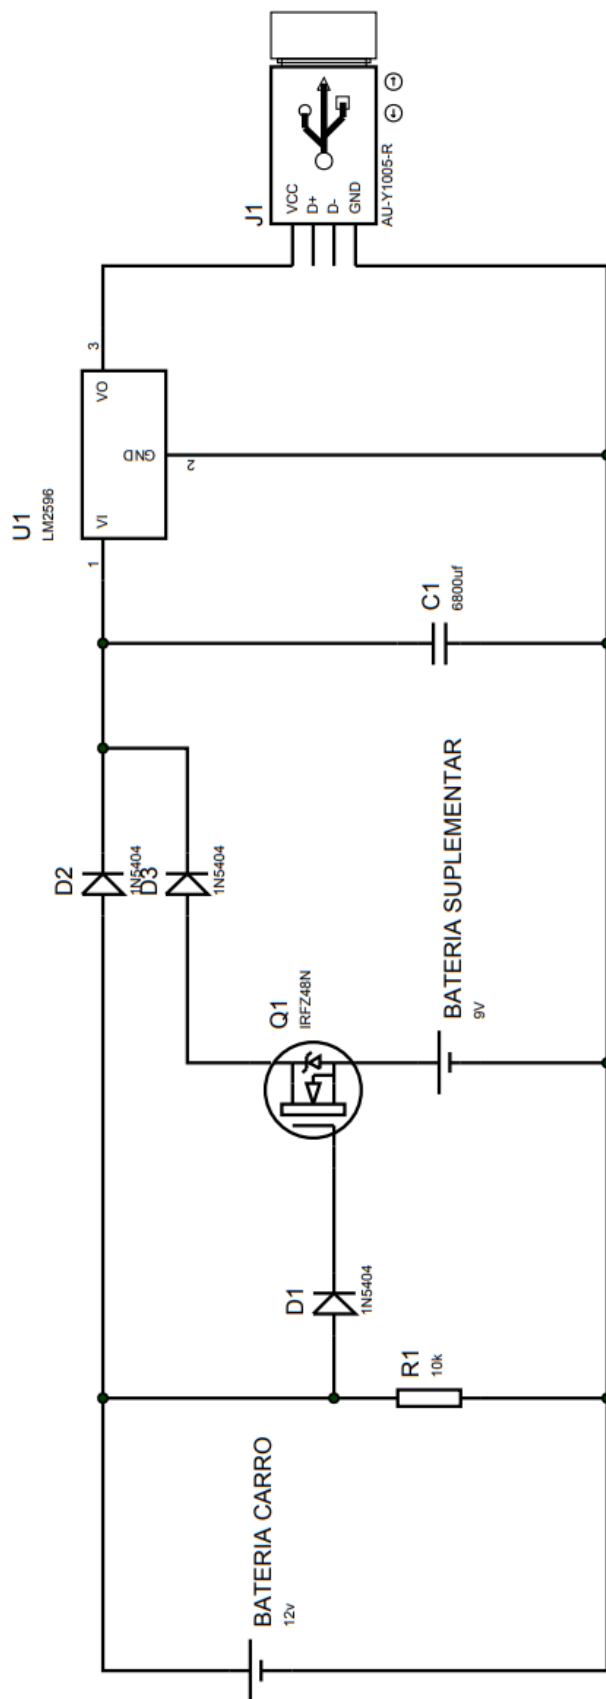 J1
VCC
D+
D-
GND
AU-Y1005-R
U1
LM2596
1
VI
VO
3
GND
2
C1
6800uf
D2
1N5404
D3
1N5404
Q1
IRFZ48N
BATERIA SUPLEMENTAR
9V
D1
1N5404
R1
10k
BATERIA CARRO
12v